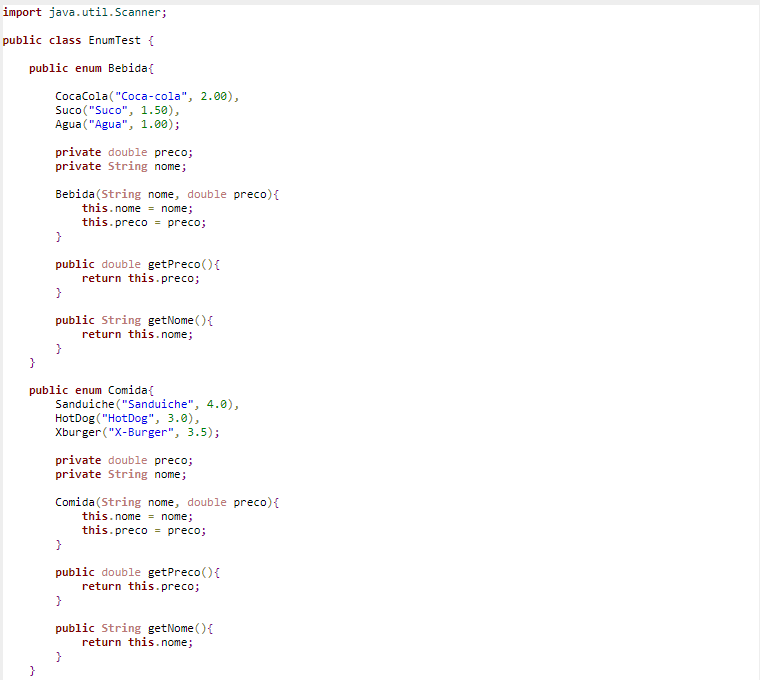 import java.util.Scanner;
public class EnumTest {
public enum Bebida{
CocaCola("Coca-cola", 2.00),
Suco("Suco", 1.50),
Agua("Agua", 1.00);
private double preco;
private String nome;
Bebida(String nome, double preco){
this.nome = nome;
this.preco = preco;
}
public double getPreco(){
return this.preco;
}
public String getNome(){
return this.nome;
}
}
public enum Comida{
Sanduiche("Sanduiche", 4.0),
HotDog("HotDog", 3.0),
Xburger("X-Burger", 3.5);
private double preco;
private String nome;
Comida(String nome, double preco){
this.nome = nome;
this.preco = preco;
}
public double getPreco(){
return this.preco;
}
public String getNome(){
return this.nome;
}
}